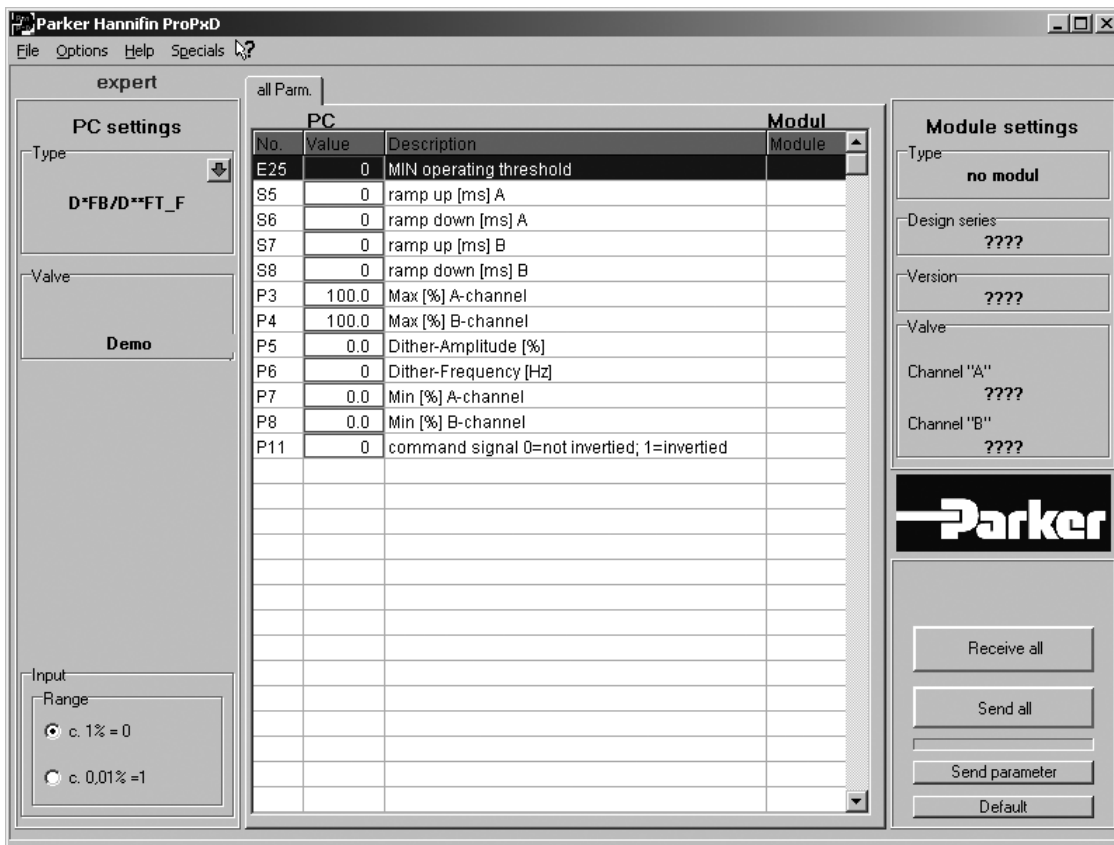 Parker Hannifin ProPxD
File Options Help Specials
expert
PC settings
Type
D*FB/D**FT_F
Valve
Demo
Input
Range
c. 1% = 0
c. 0,01% =1
all Parm.
PC Modul
No. Value Description Module
E25 0 MIN operating threshold
S5 0 ramp up [ms] A
S6 0 ramp down [ms] A
S7 0 ramp up [ms] B
S8 0 ramp down [ms] B
P3 100.0 Max [%] A-channel
P4 100.0 Max [%] B-channel
P5 0.0 Dither-Amplitude [%]
P6 0 Dither-Frequency [Hz]
P7 0.0 Min [%] A-channel
P8 0.0 Min [%] B-channel
P11 0 command signal 0=not invertied; 1=invertied
Module settings
Type
no modul
Design series
????
Version
????
Valve
Channel "A"
????
Channel "B"
????
Parker
Receive all
Send all
Send parameter
Default